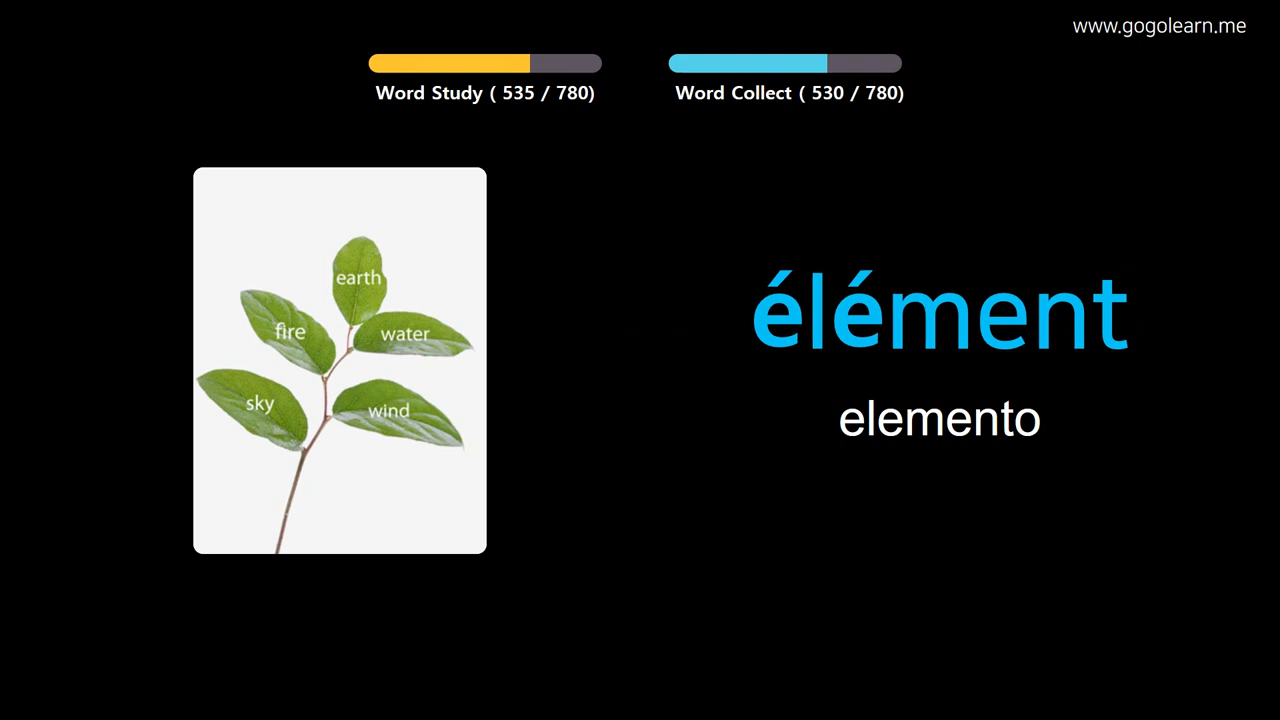 www.gogolearn.me
Word Study ( 535 / 780)
Word Collect ( 530 / 780)
earth
fire
water
sky
wind
élément
elemento